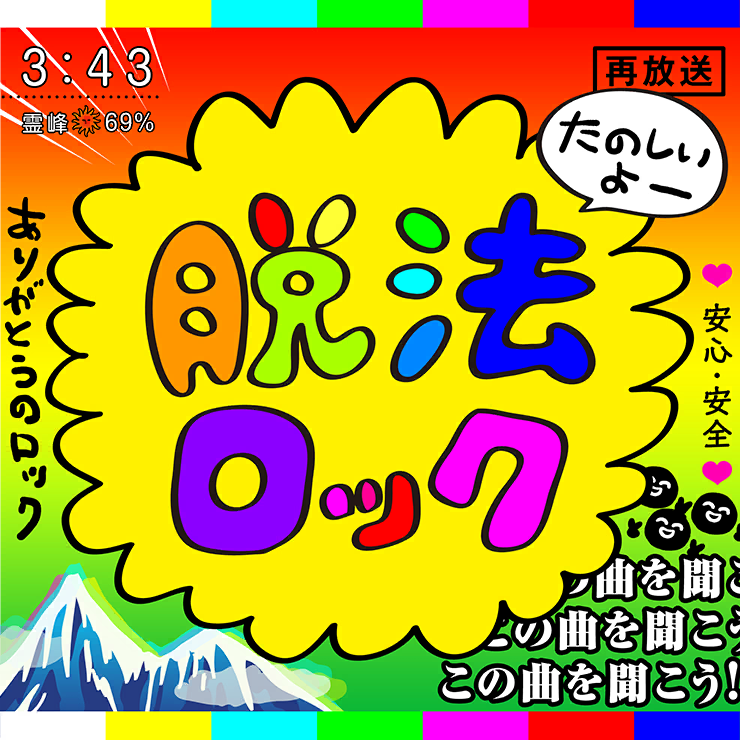 3:43
霊峰69%
再放送
たのしい
よー
脱法
ロック
ありがとうのロック
安心・安全
の曲を聞こ
この曲を聞こう
この曲を聞こう!